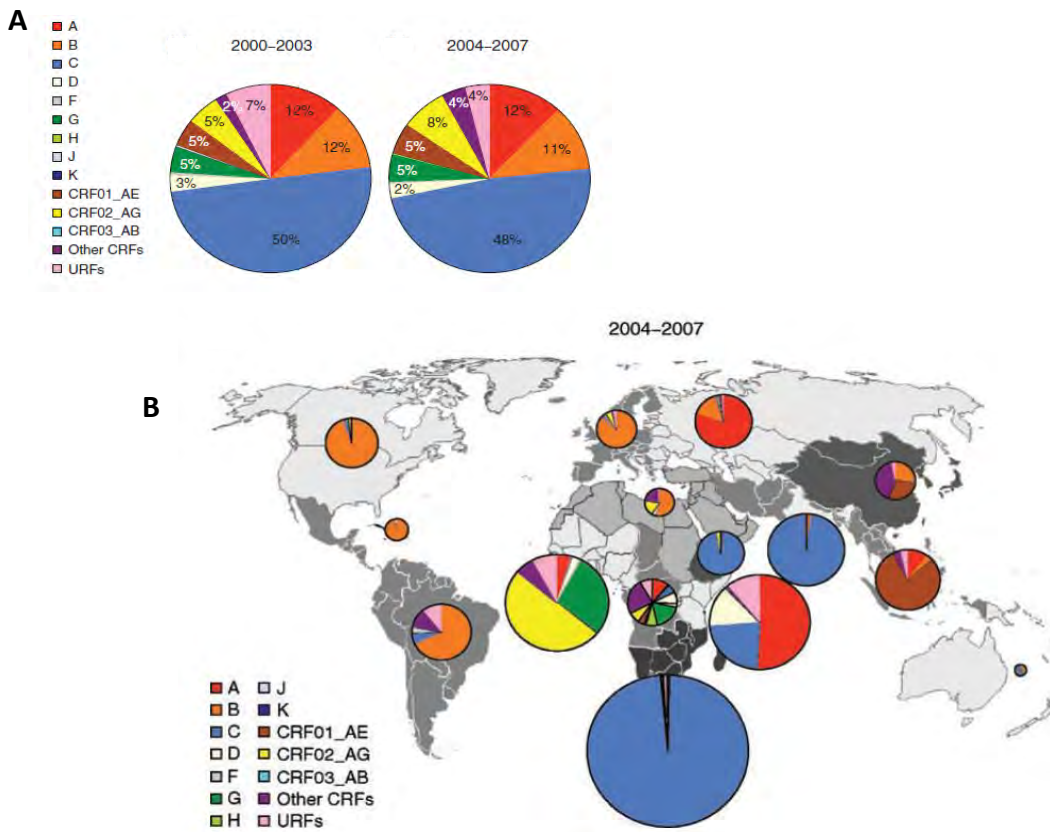 A
A
B
C
D
F
G
H
J
K
CRF01_AE
CRF02_AG
CRF03_AB
Other CRFs
URFs
2000–2003
12%
12%
50%
3%
5%
5%
5%
2%
7%
2004–2007
12%
11%
48%
2%
5%
5%
8%
4%
4%
B
2004–2007
A
B
C
D
F
G
H
J
K
CRF01_AE
CRF02_AG
CRF03_AB
Other CRFs
URFs